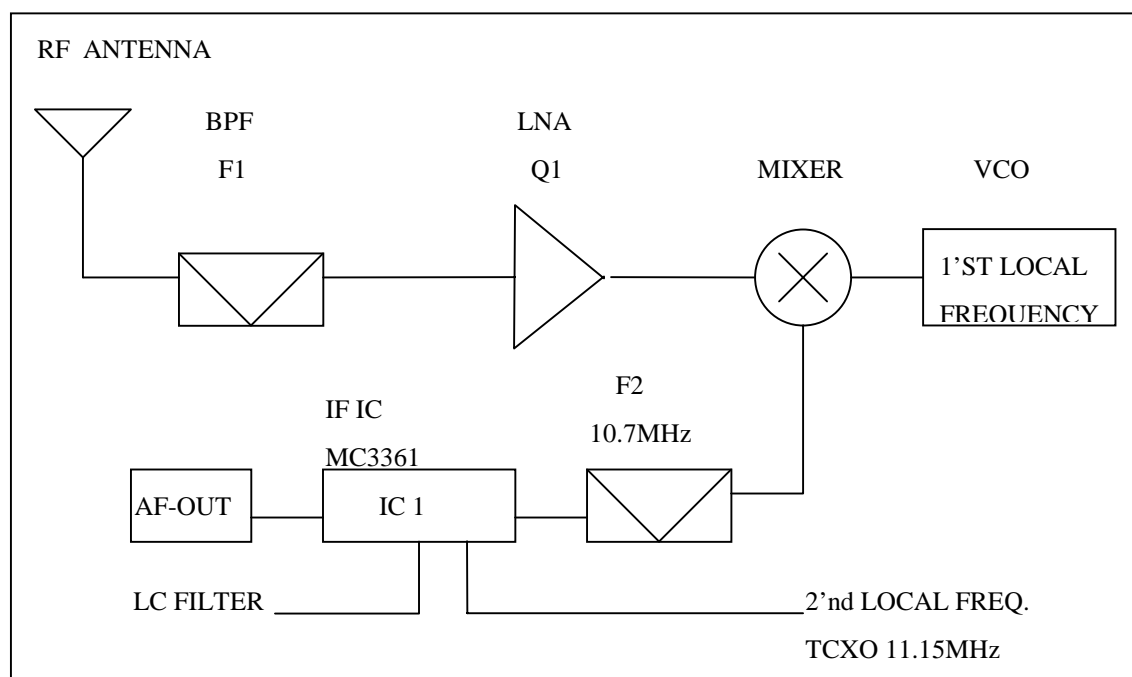 RF ANTENNA
BPF
F1
LNA
Q1
MIXER
VCO
1'ST LOCAL
FREQUENCY
F2
10.7MHz
IF IC
MC3361
IC 1
AF-OUT
LC FILTER
2'nd LOCAL FREQ.
TCXO 11.15MHz